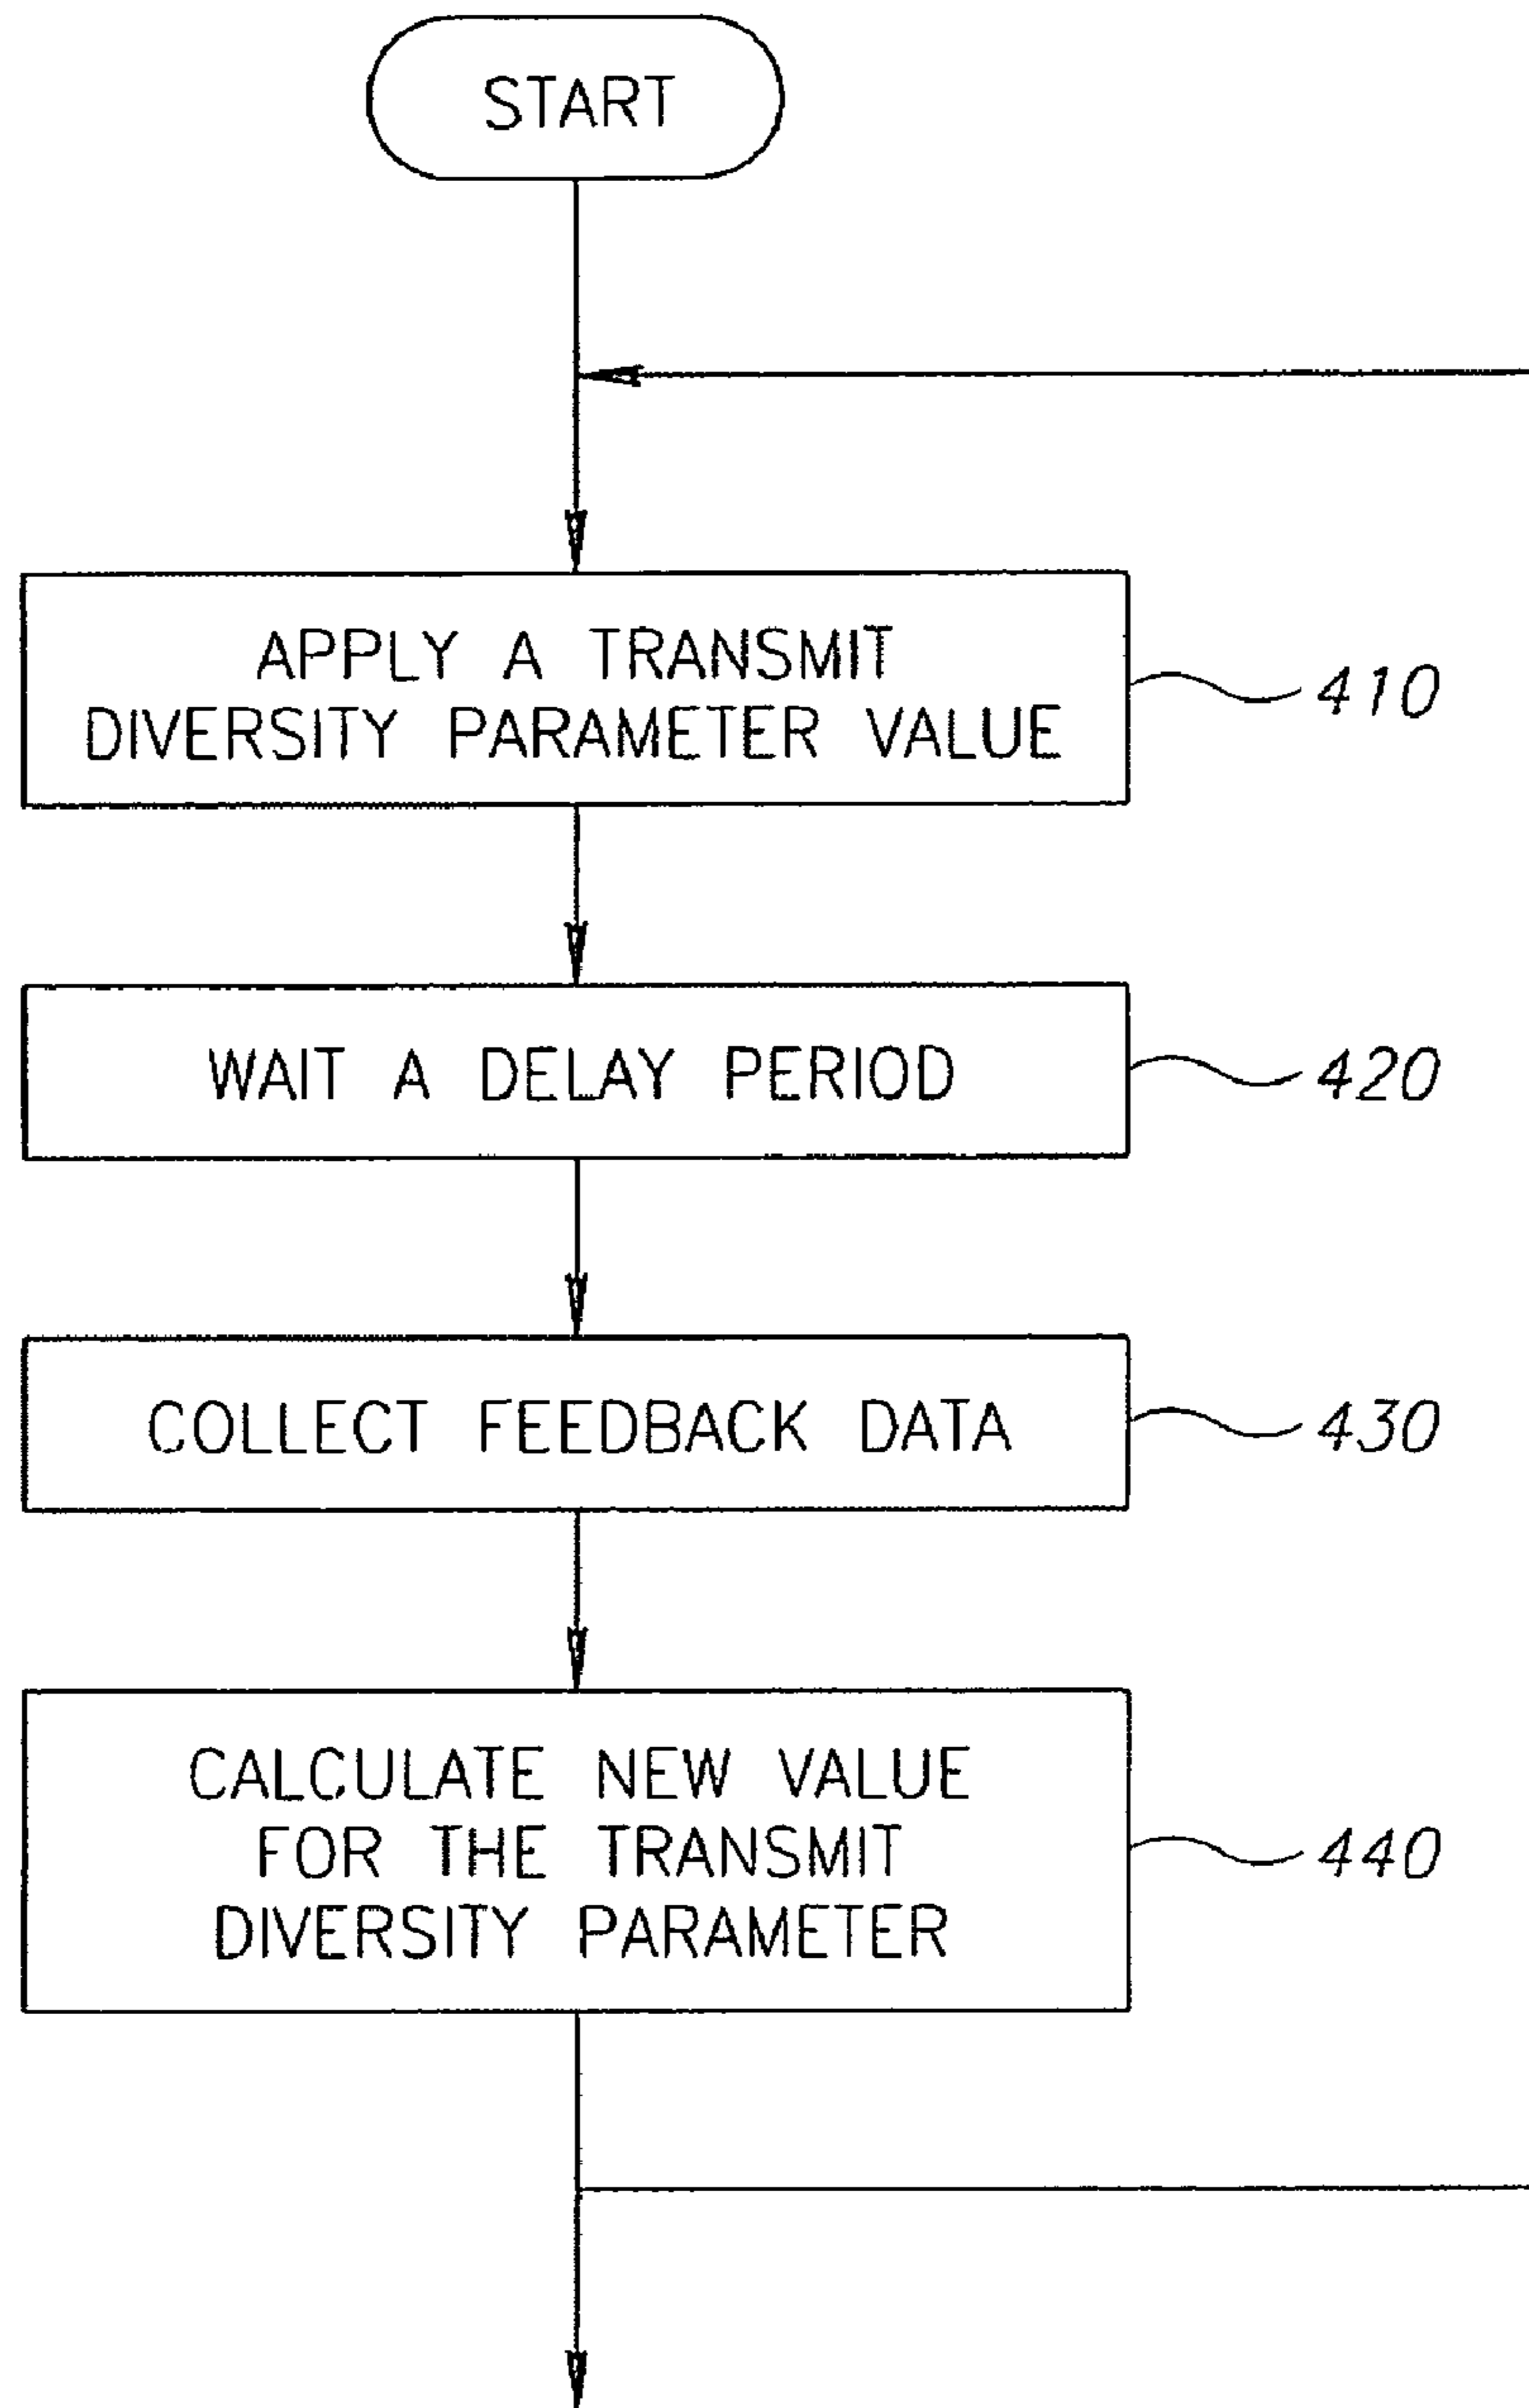 START
APPLY A TRANSMIT
DIVERSITY PARAMETER VALUE
410
WAIT A DELAY PERIOD
420
COLLECT FEEDBACK DATA
430
CALCULATE NEW VALUE
FOR THE TRANSMIT
DIVERSITY PARAMETER
440